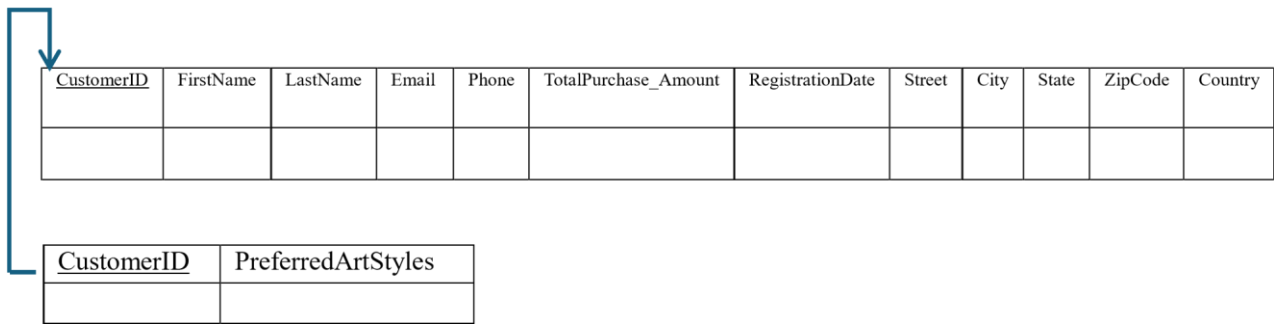 CustomerID FirstName LastName Email Phone TotalPurchase_Amount RegistrationDate Street City State ZipCode Country
CustomerID PreferredArtStyles